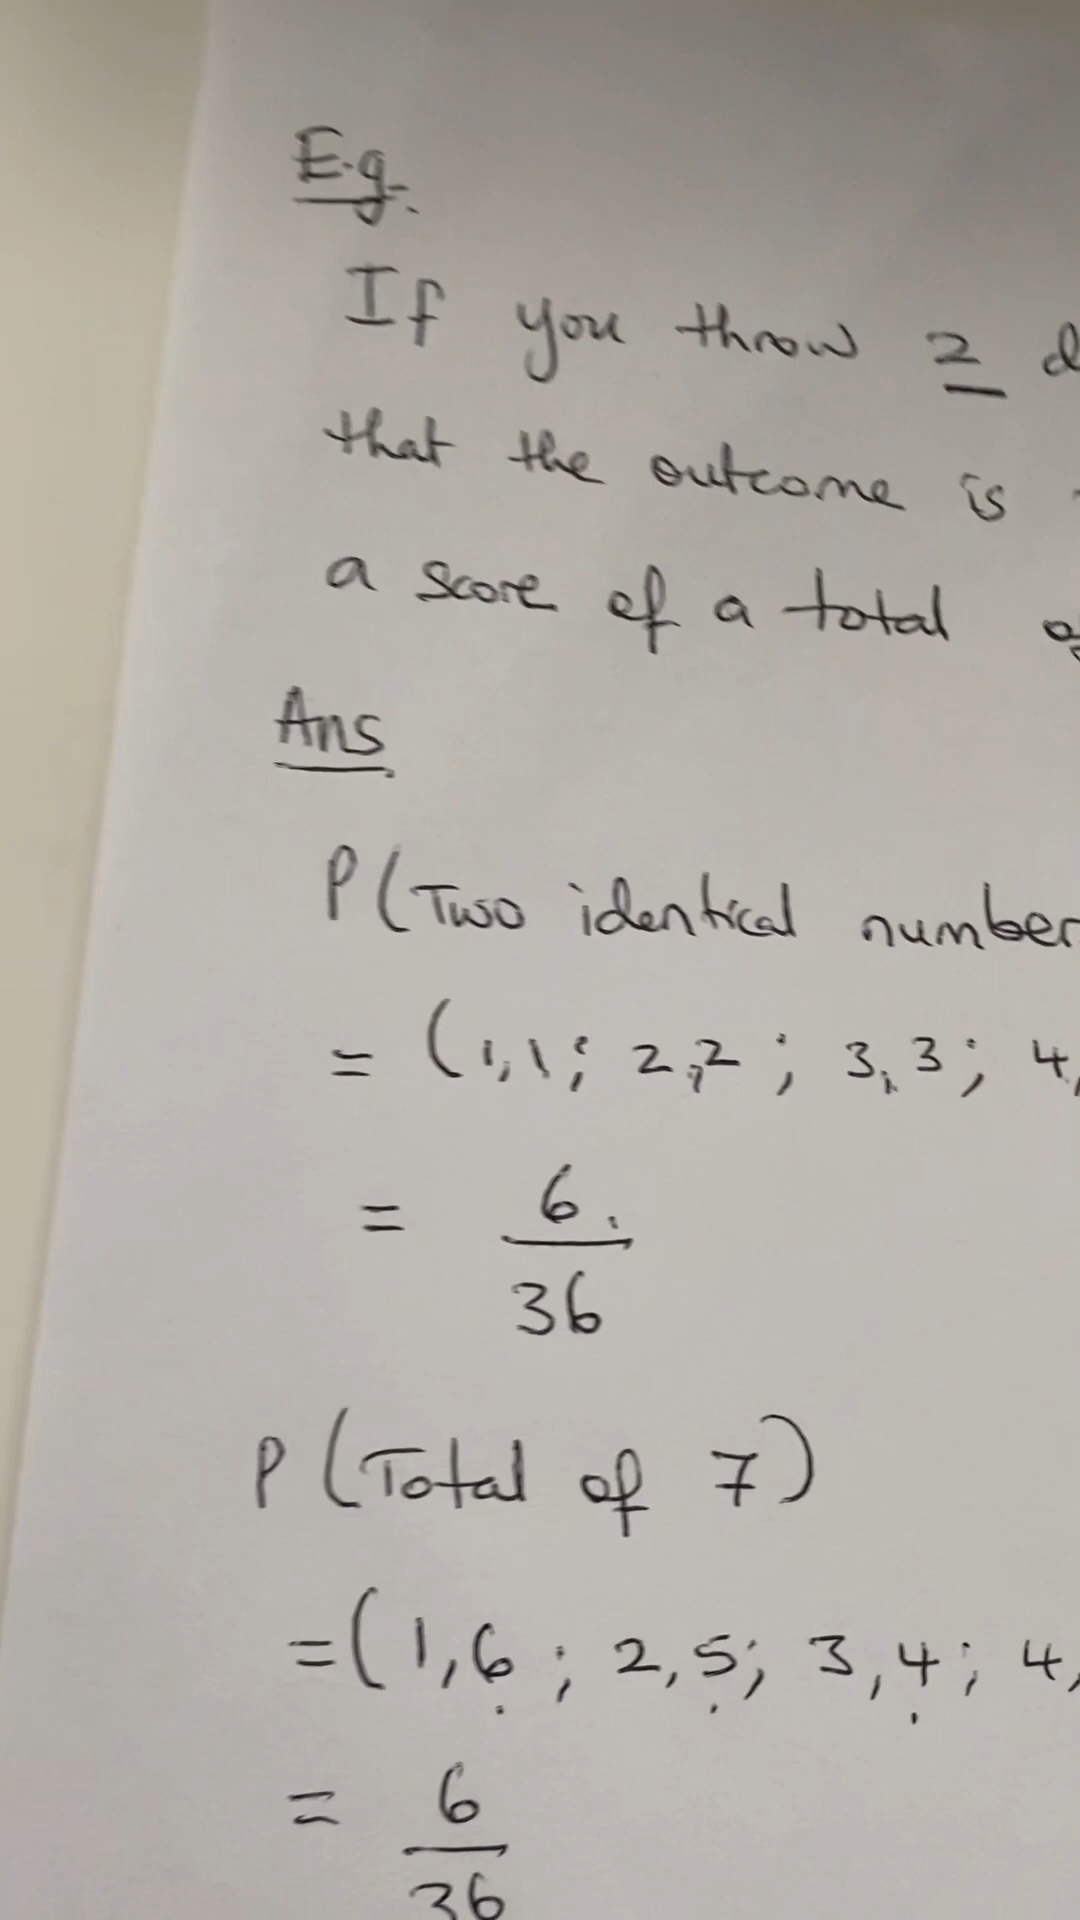 E.g.
If you throw 2 d
that the outcome is
a score of a total of
Ans
P(Two identical number
= (1,1; 2,2; 3,3; 4,
= 6
36
P(Total of 7)
=(1,6; 2,5; 3,4; 4,
= 6
36